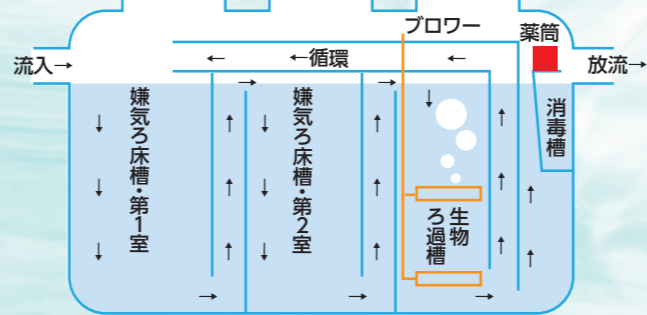 ブロワー
薬筒
流入→
←循環
放流→
嫌気ろ床槽・第1室
嫌気ろ床槽・第2室
生物
ろ過槽
消毒槽